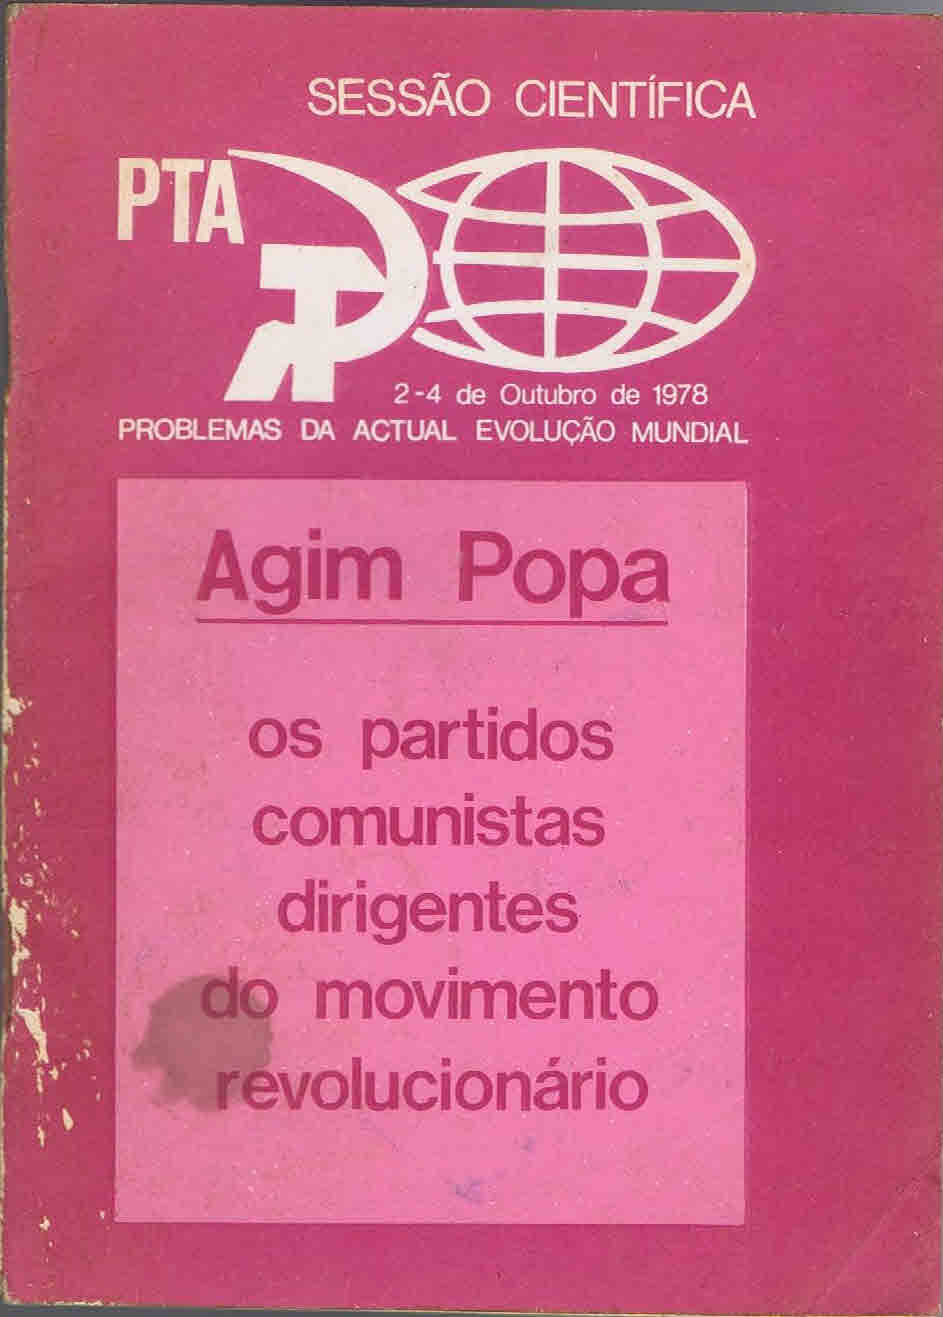 SESSÃO CIENTÍFICA
PTA
2-4 de Outubro de 1978
PROBLEMAS DA ACTUAL EVOLUÇÃO MUNDIAL
Agim Popa
os partidos
comunistas
dirigentes
do movimento
revolucionário